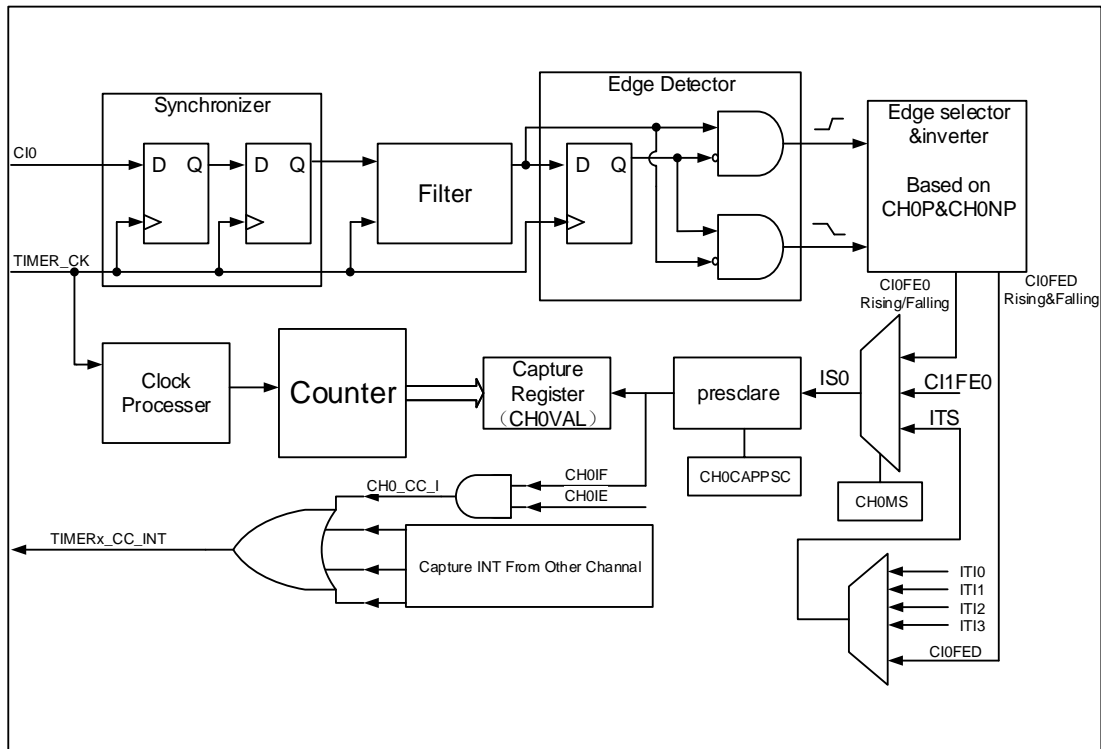 Synchronizer
Edge Detector
Edge selector
&inverter
Based on
CH0P&CH0NP
CI0
D Q
D Q
Filter
D Q
TIMER_CK
CI0FE0
Rising/Falling
CI0FED
Rising&Falling
Clock
Processer
Counter
Capture
Register
（CH0VAL）
presclare
IS0
CI1FE0
ITS
CH0CAPPSC
CH0MS
CH0_CC_I
CH0IF
CH0IE
TIMERx_CC_INT
Capture INT From Other Channel
ITI0
ITI1
ITI2
ITI3
CI0FED